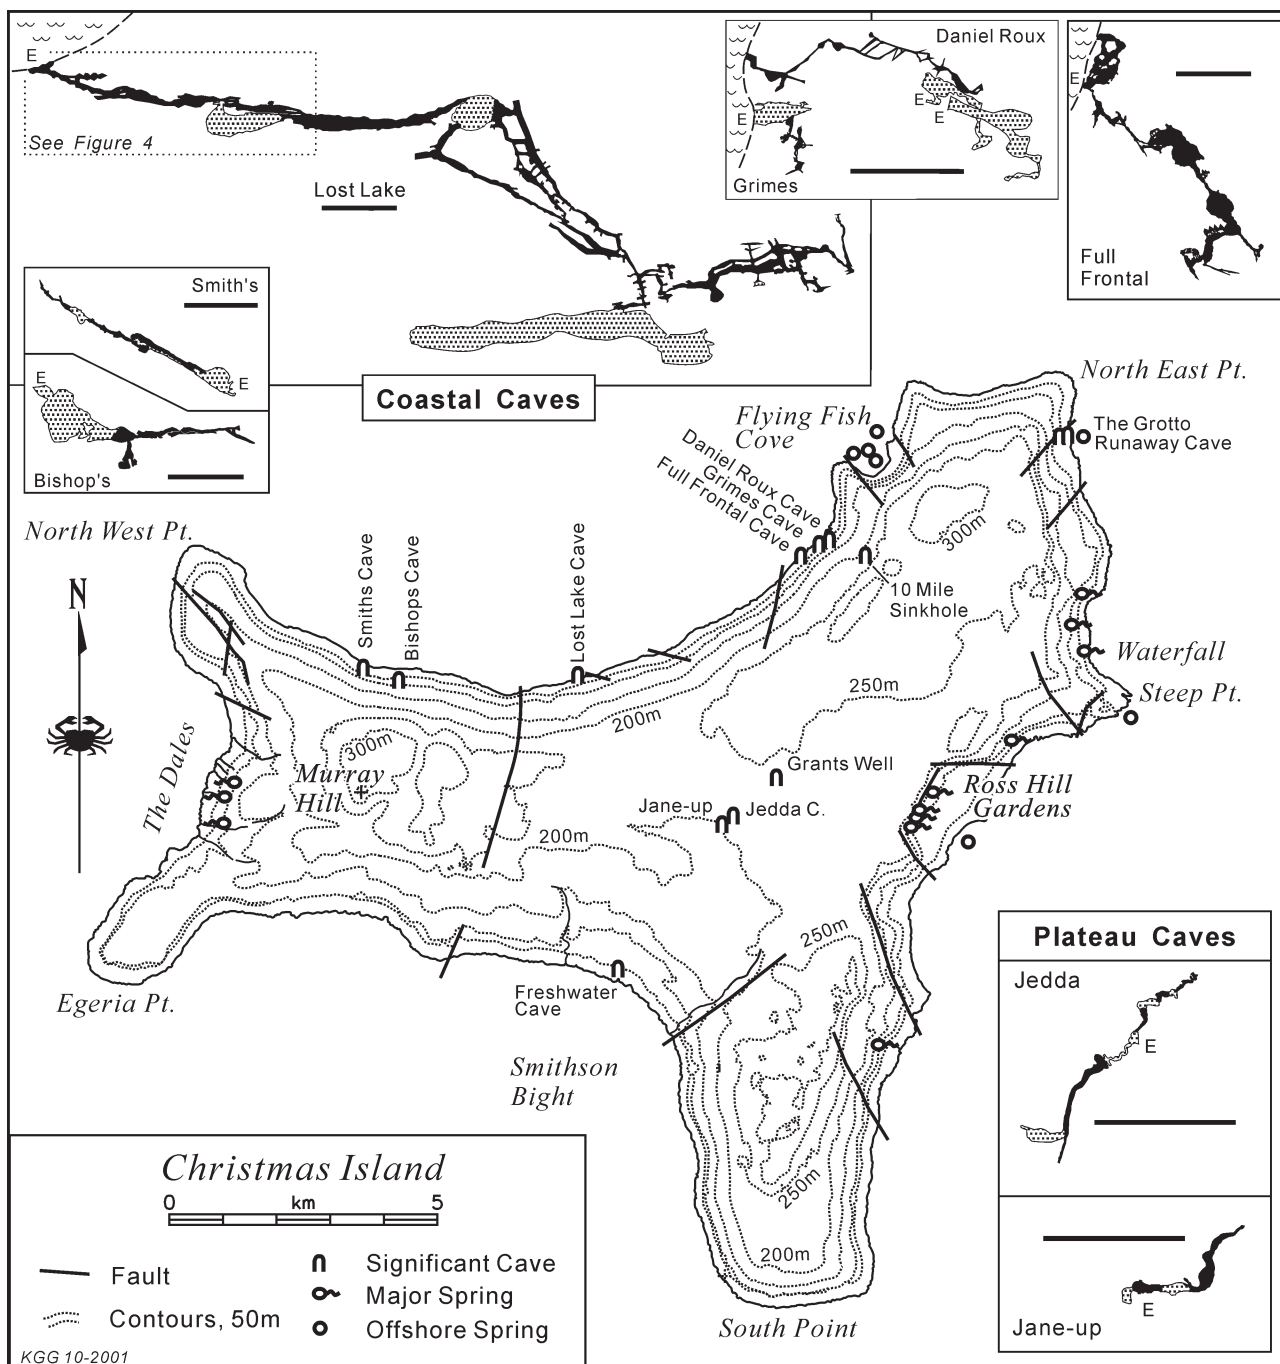 E
See Figure 4
Lost Lake
Daniel Roux
E
E
E
Grimes
E
Full
Frontal
Smith's
E
E
Bishop's
Coastal Caves
North East Pt.
Flying Fish
Cove
The Grotto
Runaway Cave
Daniel Roux Cave
Grimes Cave
Full Frontal Cave
300m
10 Mile
Sinkhole
North West Pt.
N
Smiths Cave
Bishops Cave
Lost Lake Cave
Waterfall
Steep Pt.
250m
200m
300m
The Dales
Murray
Hill
Grants Well
Jane-up
Jedda C.
Ross Hill
Gardens
200m
250m
Plateau Caves
Jedda
E
Egeria Pt.
Freshwater
Cave
Smithson
Bight
250m
200m
South Point
E
Jane-up
Christmas Island
0 km 5
Fault
Contours, 50m
Significant Cave
Major Spring
Offshore Spring
KGG 10-2001